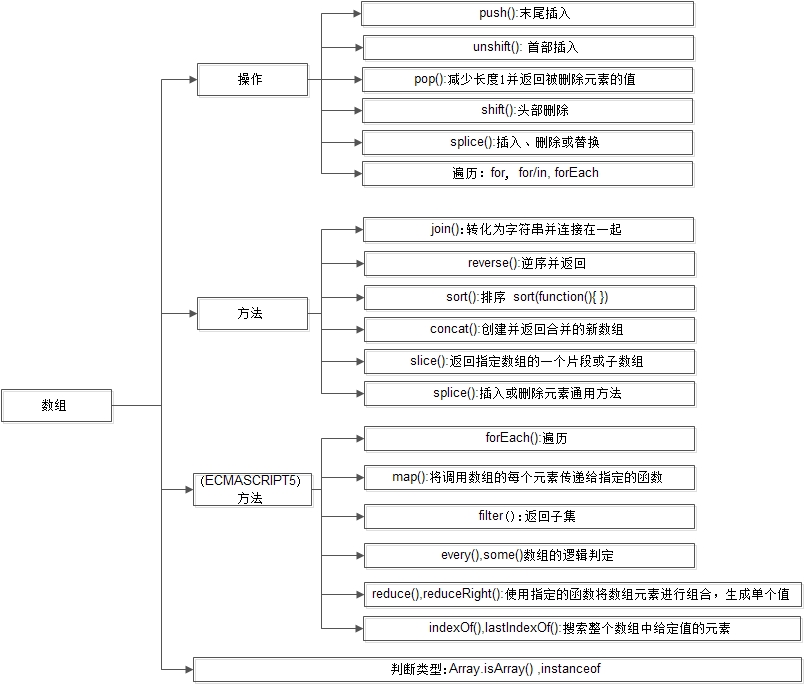 push():末尾插入
unshift(): 首部插入
操作
pop():减少长度1并返回被删除元素的值
shift():头部删除
splice():插入、删除或替换
遍历：for，for/in, forEach
join():转化为字符串并连接在一起
reverse():逆序并返回
sort():排序 sort(function(){ })
方法
concat():创建并返回合并的新数组
slice():返回指定数组的一个片段或子数组
splice():插入或删除元素通用方法
数组
forEach():遍历
map():将调用数组的每个元素传递给指定的函数
(ECMASCRIPT5)
方法
filter():返回子集
every(),some()数组的逻辑判定
reduce(),reduceRight():使用指定的函数将数组元素进行组合，生成单个值
indexOf(),lastIndexOf():搜索整个数组中给定值的元素
判断类型:Array.isArray() ,instanceof